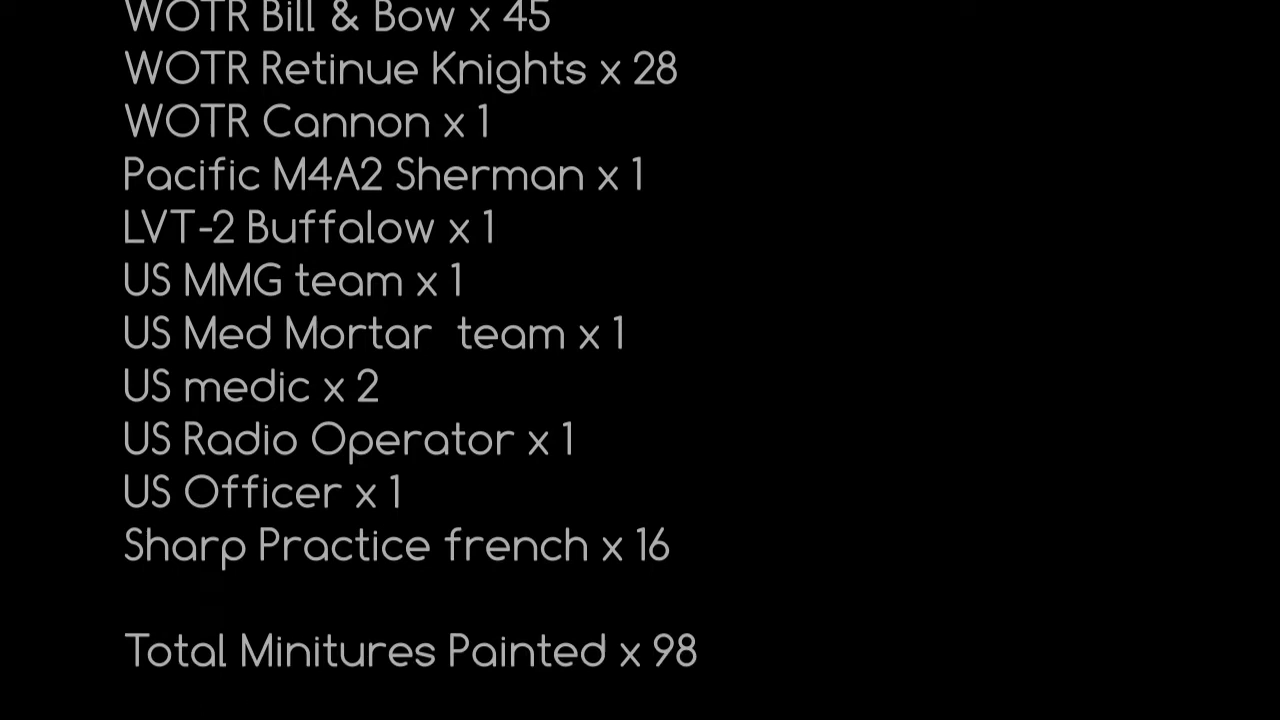 WOTR Bill & Bow x 45
WOTR Retinue Knights x 28
WOTR Cannon x 1
Pacific M4A2 Sherman x 1
LVT-2 Buffalow x 1
US MMG team x 1
US Med Mortar  team x 1
US medic x 2
US Radio Operator x 1
US Officer x 1
Sharp Practice french x 16
Total Minitures Painted x 98